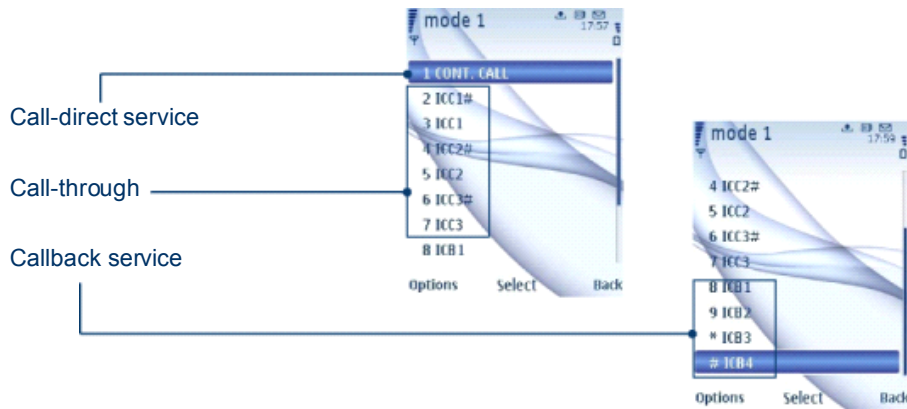 mode 1
17:57
1 CONT. CALL
2 ICC1#
3 ICC1
4 ICC2#
5 ICC2
6 ICC3#
7 ICC3
8 ICB1
Options Select Back
Call-direct service
Call-through
Callback service
mode 1
17:59
4 ICC2#
5 ICC2
6 ICC3#
7 ICC3
8 ICB1
9 ICB2
* ICB3
# ICB4
Options Select Back